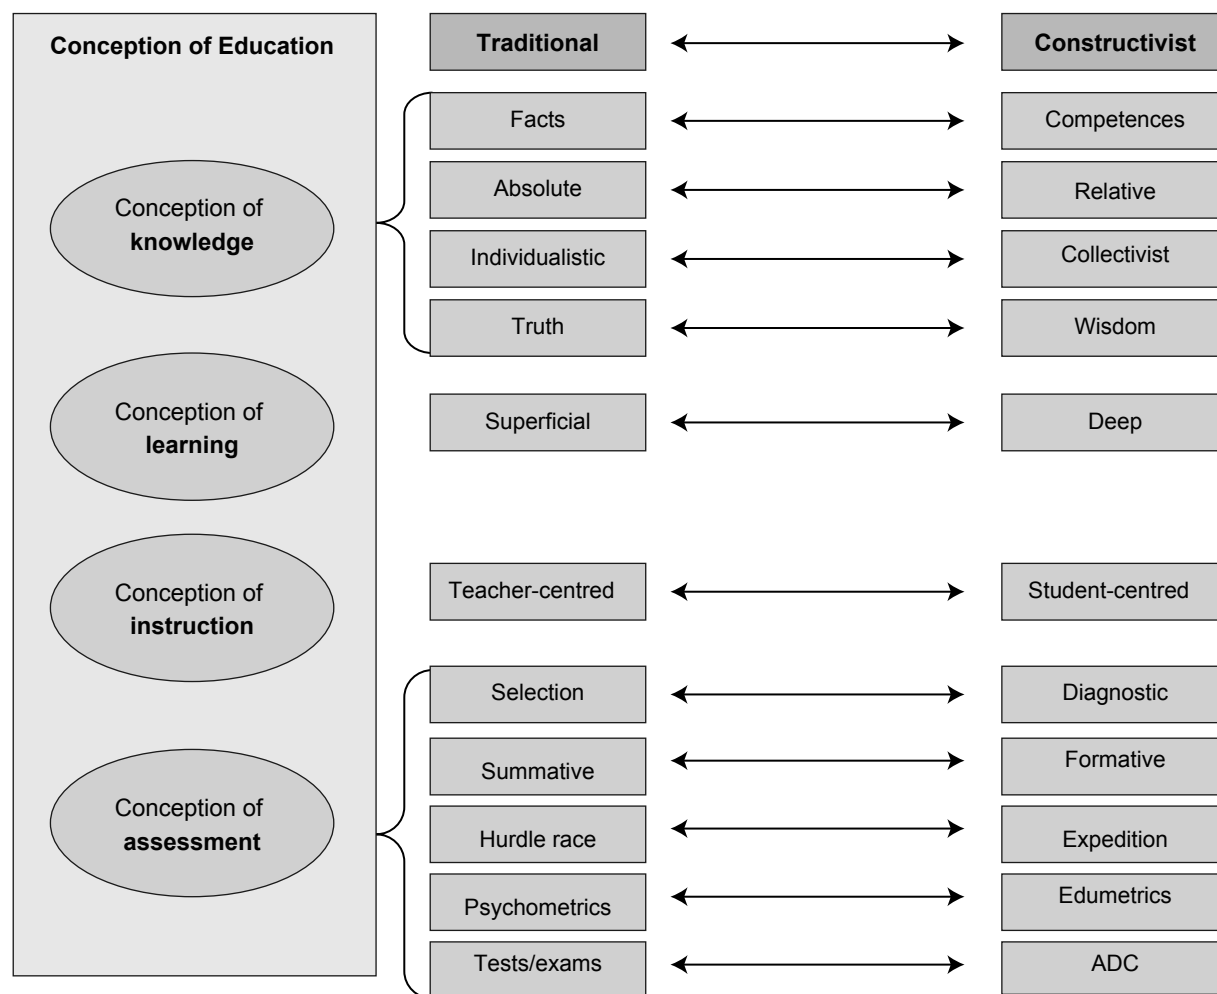 Conception of Education
Traditional
Constructivist
Conception of
knowledge
Facts
Competences
Absolute
Relative
Individualistic
Collectivist
Truth
Wisdom
Conception of
learning
Superficial
Deep
Conception of
instruction
Teacher-centred
Student-centred
Conception of
assessment
Selection
Diagnostic
Summative
Formative
Hurdle race
Expedition
Psychometrics
Edumetrics
Tests/exams
ADC